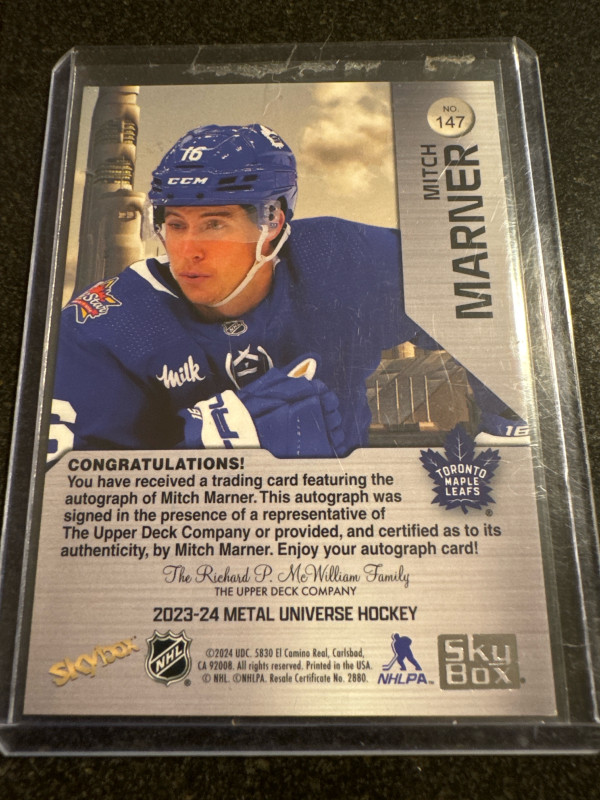 NO.
147
MITCH
MARNER
16
CCM
Star
NHL
Milk
6
16
TORONTO
MAPLE
LEAFS
CONGRATULATIONS!
You have received a trading card featuring the
autograph of Mitch Marner. This autograph was
signed in the presence of a representative of
The Upper Deck Company or provided, and certified as to its
authenticity, by Mitch Marner. Enjoy your autograph card!
The Richard P. McWilliam Family
THE UPPER DECK COMPANY
2023-24 METAL UNIVERSE HOCKEY
Skybox
NHL
©2024 UDC. 5830 El Camino Real, Carlsbad,
CA 92008. All rights reserved. Printed in the USA.
© NHL. ©NHLPA. Resale Certificate No. 2880.
NHLPA
Sky
Box